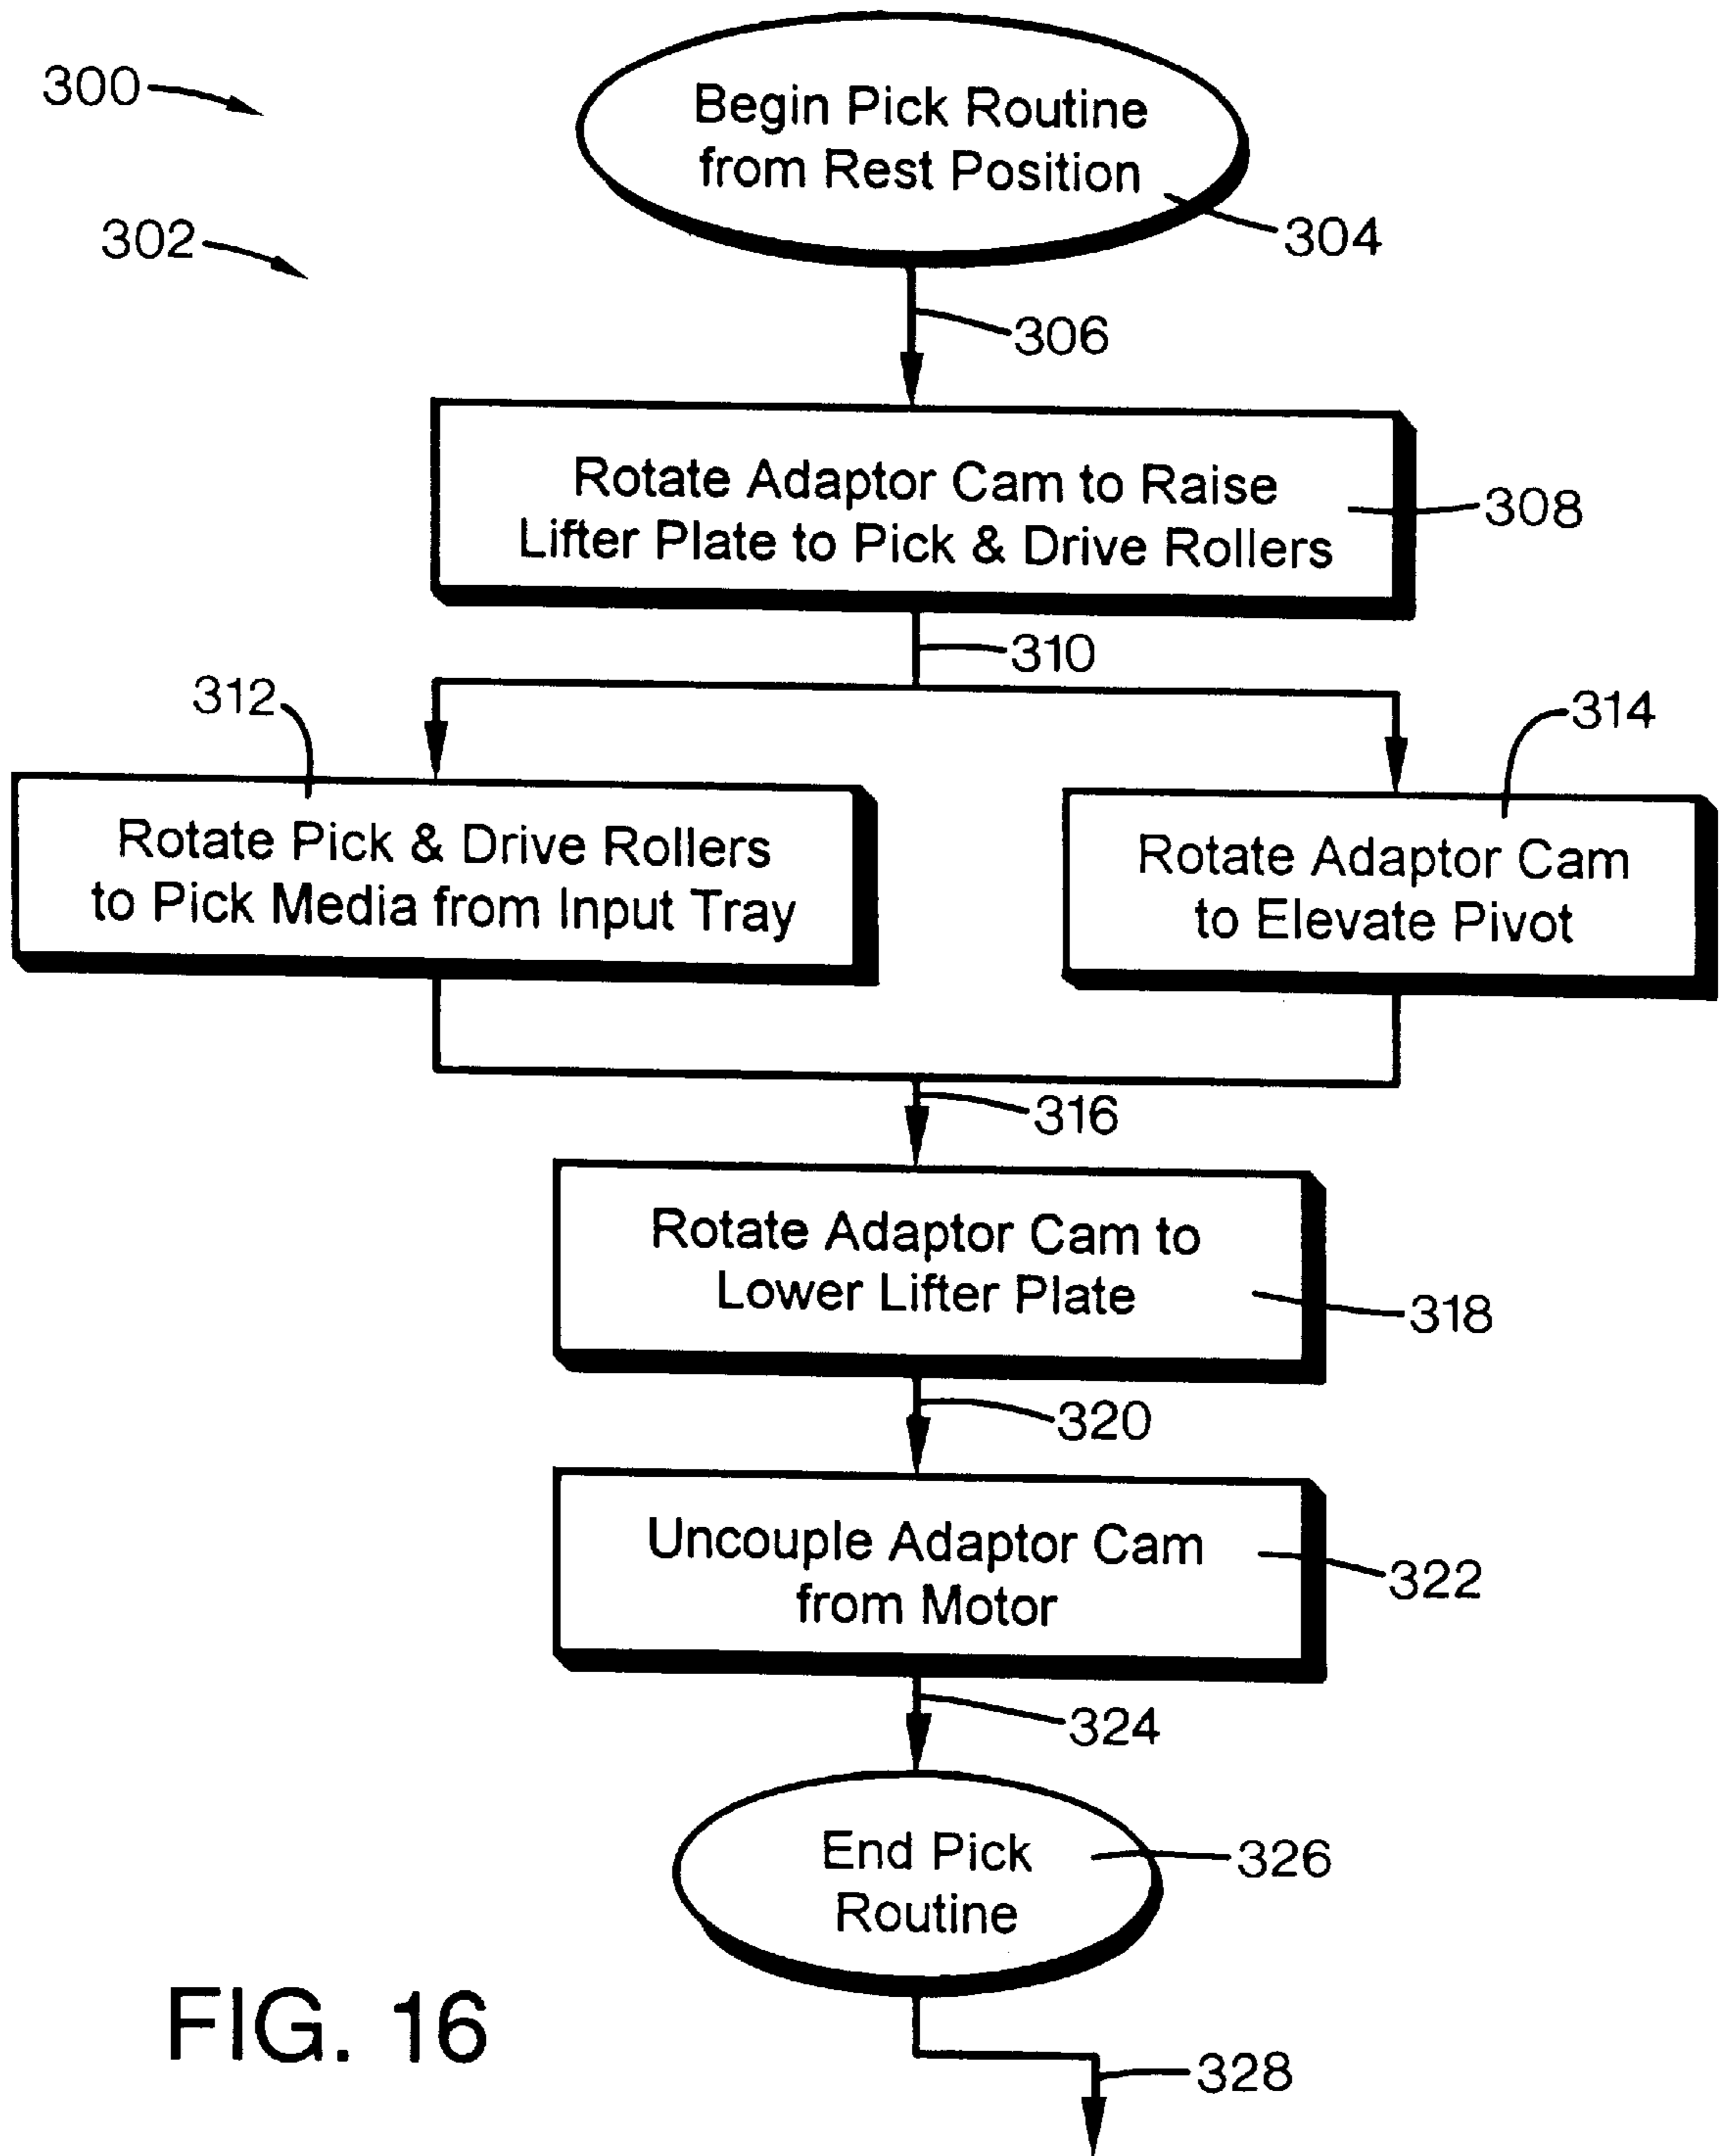 300
Begin Pick Routine
from Rest Position
302
304
306
Rotate Adaptor Cam to Raise
Lifter Plate to Pick & Drive Rollers
308
310
312
314
Rotate Pick & Drive Rollers
to Pick Media from Input Tray
Rotate Adaptor Cam
to Elevate Pivot
316
Rotate Adaptor Cam to
Lower Lifter Plate
318
320
Uncouple Adaptor Cam
from Motor
322
324
End Pick
Routine
326
FIG. 16
328